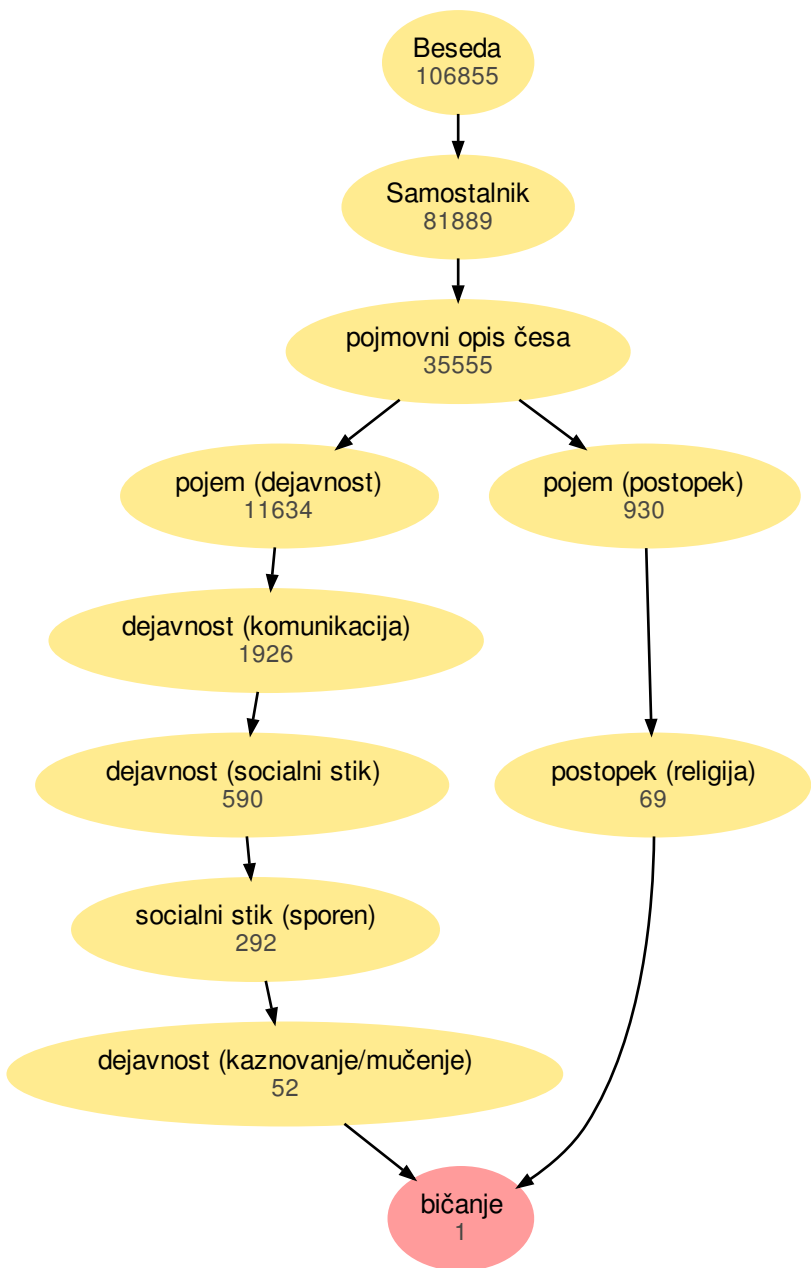 Beseda
106855
Samostalnik
81889
pojmovni opis česa
35555
pojem (dejavnost)
11634
pojem (postopek)
930
dejavnost (komunikacija)
1926
dejavnost (socialni stik)
590
postopek (religija)
69
socialni stik (sporen)
292
dejavnost (kaznovanje/mučenje)
52
bičanje
1